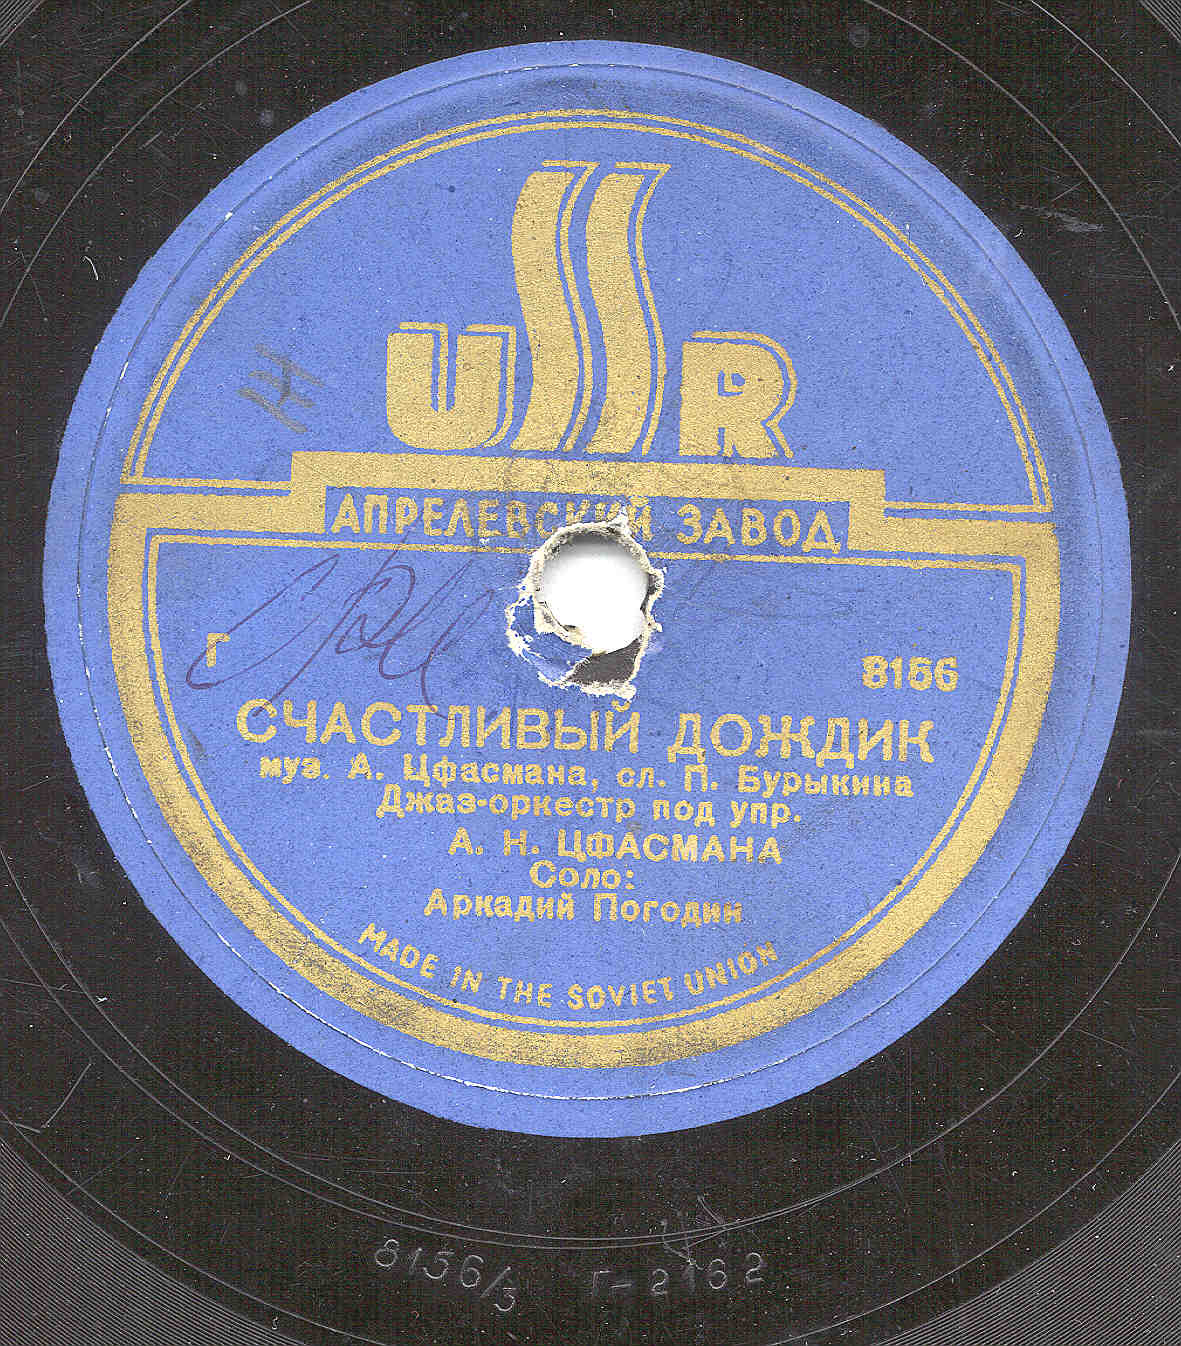 USSR
АПРЕЛЕВСКИЙ ЗАВОД
Г 8156
СЧАСТЛИВЫЙ ДОЖДИК
муз. А. Цфасмана, сл. П. Бурыкина
Джаз-оркестр под упр.
А. Н. ЦФАСМАНА
Соло:
Аркадий Погодин
MADE IN THE SOVIET UNION
8156/3 Г-2162